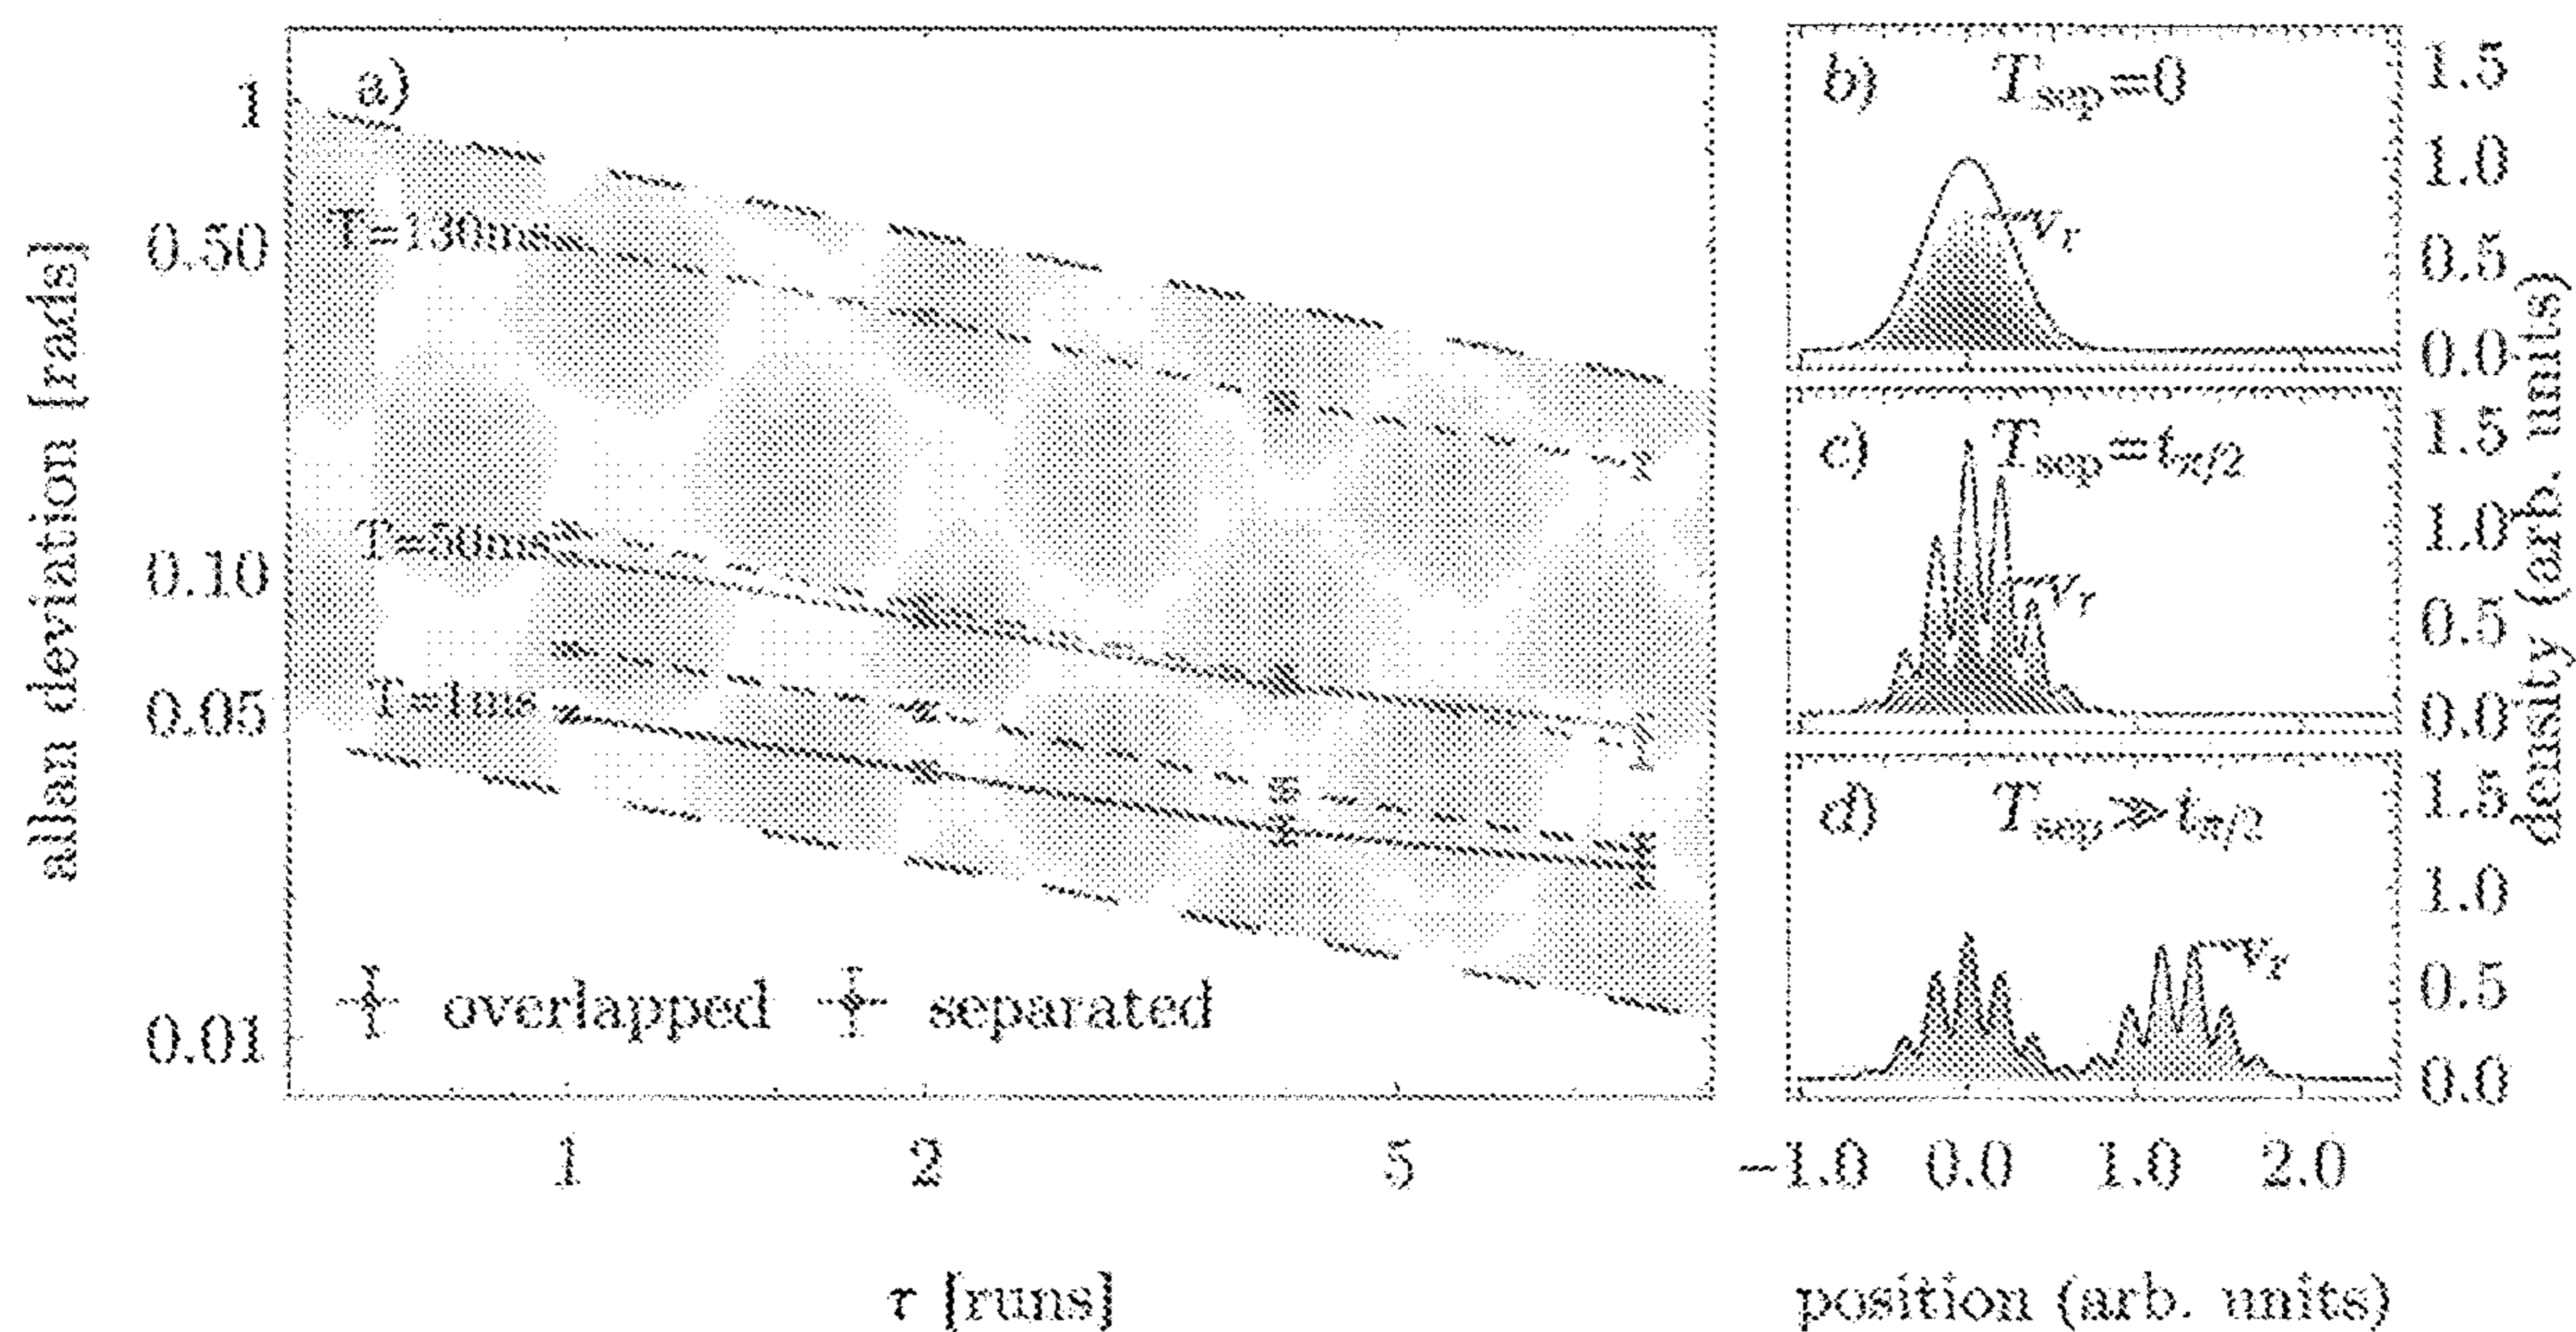 a)
allan deviation [rads]
1
0.50
0.10
0.05
0.01
T=130ms
T=50ms
T=1ms
overlapped
separated
1 2 5
τ [runs]
b) T_sep=0
1.5
1.0
0.5
0.0
c) T_sep=t_π/2
1.5
1.0
0.5
0.0
d) T_sep≫t_π/2
1.5
1.0
0.5
0.0
density (arb. units)
−1.0 0.0 1.0 2.0
position (arb. units)